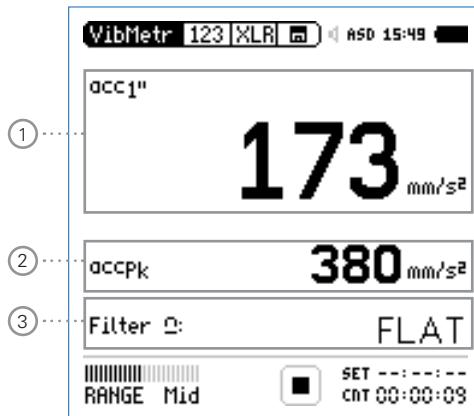 VibMetr 123 XLR ASD 15:49
acc1"
1
173 mm/s²
2
accPk 380 mm/s²
3
Filter Ω: FLAT
SET --:--:--
RANGE Mid CNT 00:00:09